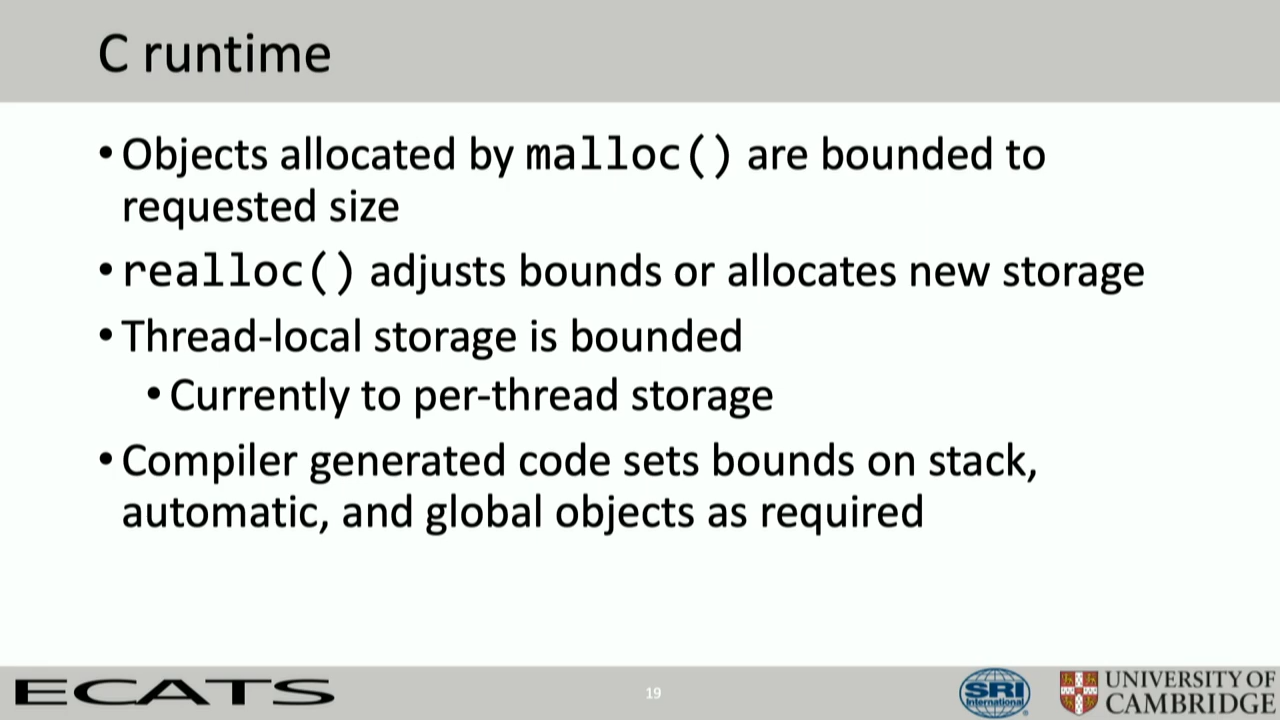 C runtime
• Objects allocated by malloc() are bounded to
requested size
• realloc() adjusts bounds or allocates new storage
• Thread-local storage is bounded
• Currently to per-thread storage
• Compiler generated code sets bounds on stack,
automatic, and global objects as required
ECATS
19
SRI
International
UNIVERSITY OF
CAMBRIDGE